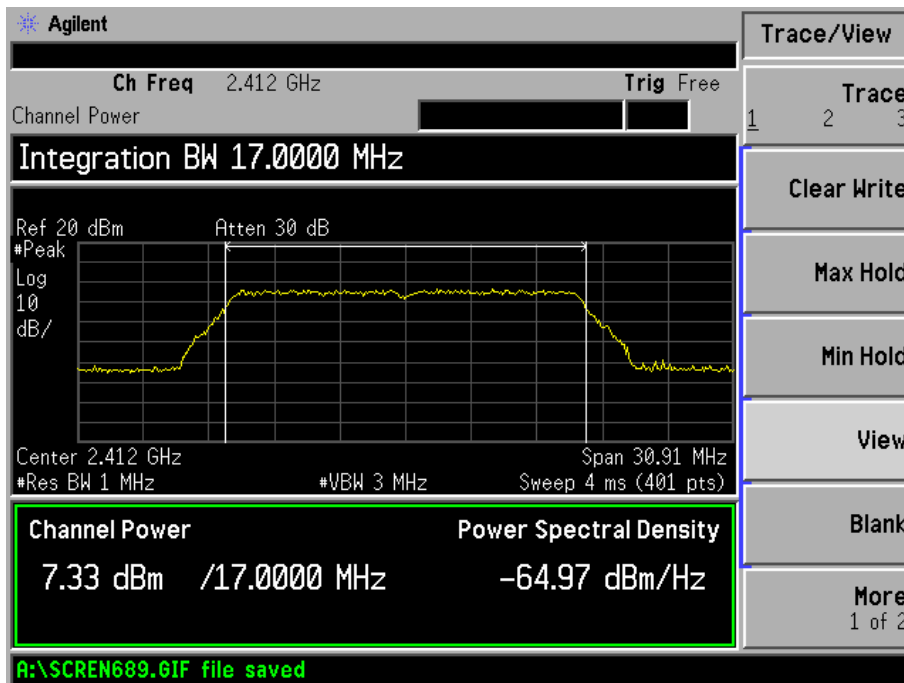 Agilent
Trace/View
Ch Freq 2.412 GHz Trig Free
Channel Power
Trace
1 2 3
Integration BW 17.0000 MHz
Clear Write
Ref 20 dBm Atten 30 dB
#Peak
Log
10
dB/
Max Hold
Min Hold
View
Center 2.412 GHz Span 30.91 MHz
#Res BW 1 MHz #VBW 3 MHz Sweep 4 ms (401 pts)
Channel Power Power Spectral Density
7.33 dBm /17.0000 MHz -64.97 dBm/Hz
Blank
More
1 of 2
A:\SCREN689.GIF file saved